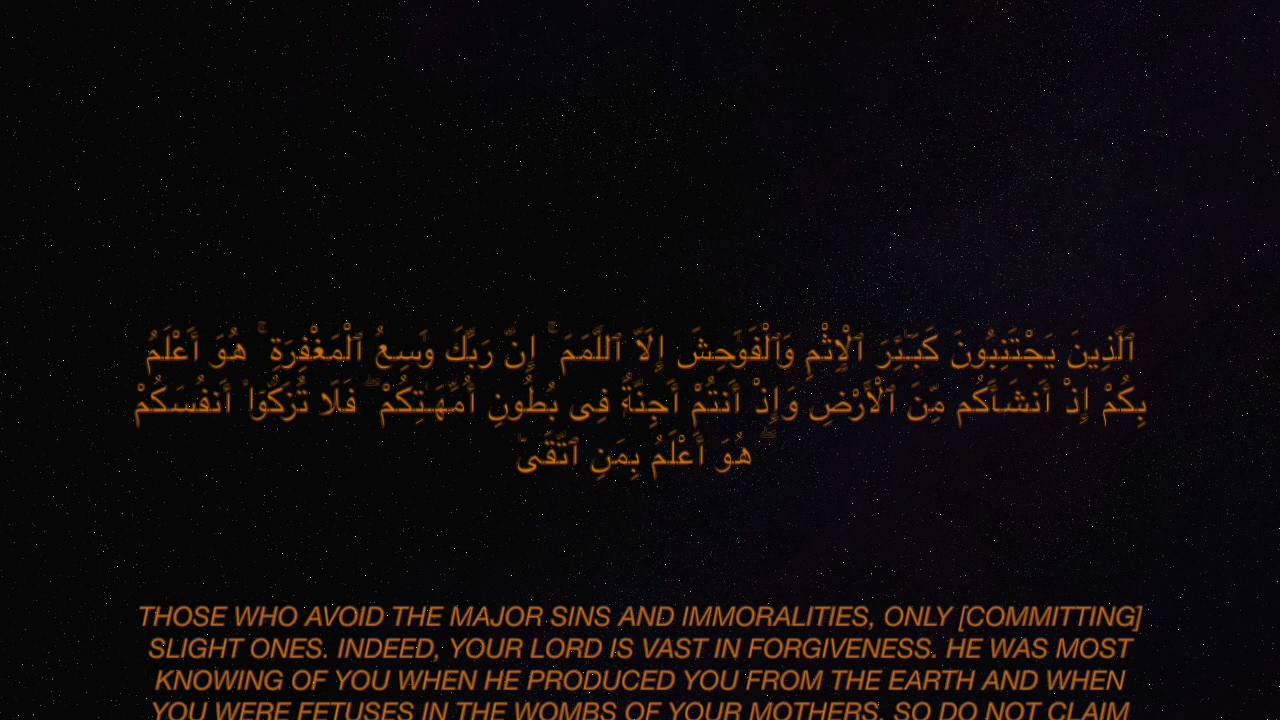 ٱلَّذِينَ يَجْتَنِبُونَ كَبَـٰٓئِرَ ٱلْإِثْمِ وَٱلْفَوَٰحِشَ إِلَّا ٱللَّمَمَ ۚ إِنَّ رَبَّكَ وَٰسِعُ ٱلْمَغْفِرَةِ ۚ هُوَ أَعْلَمُ
بِكُمْ إِذْ أَنشَأَكُم مِّنَ ٱلْأَرْضِ وَإِذْ أَنتُمْ أَجِنَّةٌ فِى بُطُونِ أُمَّهَـٰتِكُمْ ۖ فَلَا تُزَكُّوٓا۟ أَنفُسَكُمْ
ۖ هُوَ أَعْلَمُ بِمَنِ ٱتَّقَىٰٓ
THOSE WHO AVOID THE MAJOR SINS AND IMMORALITIES, ONLY [COMMITTING]
SLIGHT ONES. INDEED, YOUR LORD IS VAST IN FORGIVENESS. HE WAS MOST
KNOWING OF YOU WHEN HE PRODUCED YOU FROM THE EARTH AND WHEN
YOU WERE FETUSES IN THE WOMBS OF YOUR MOTHERS. SO DO NOT CLAIM